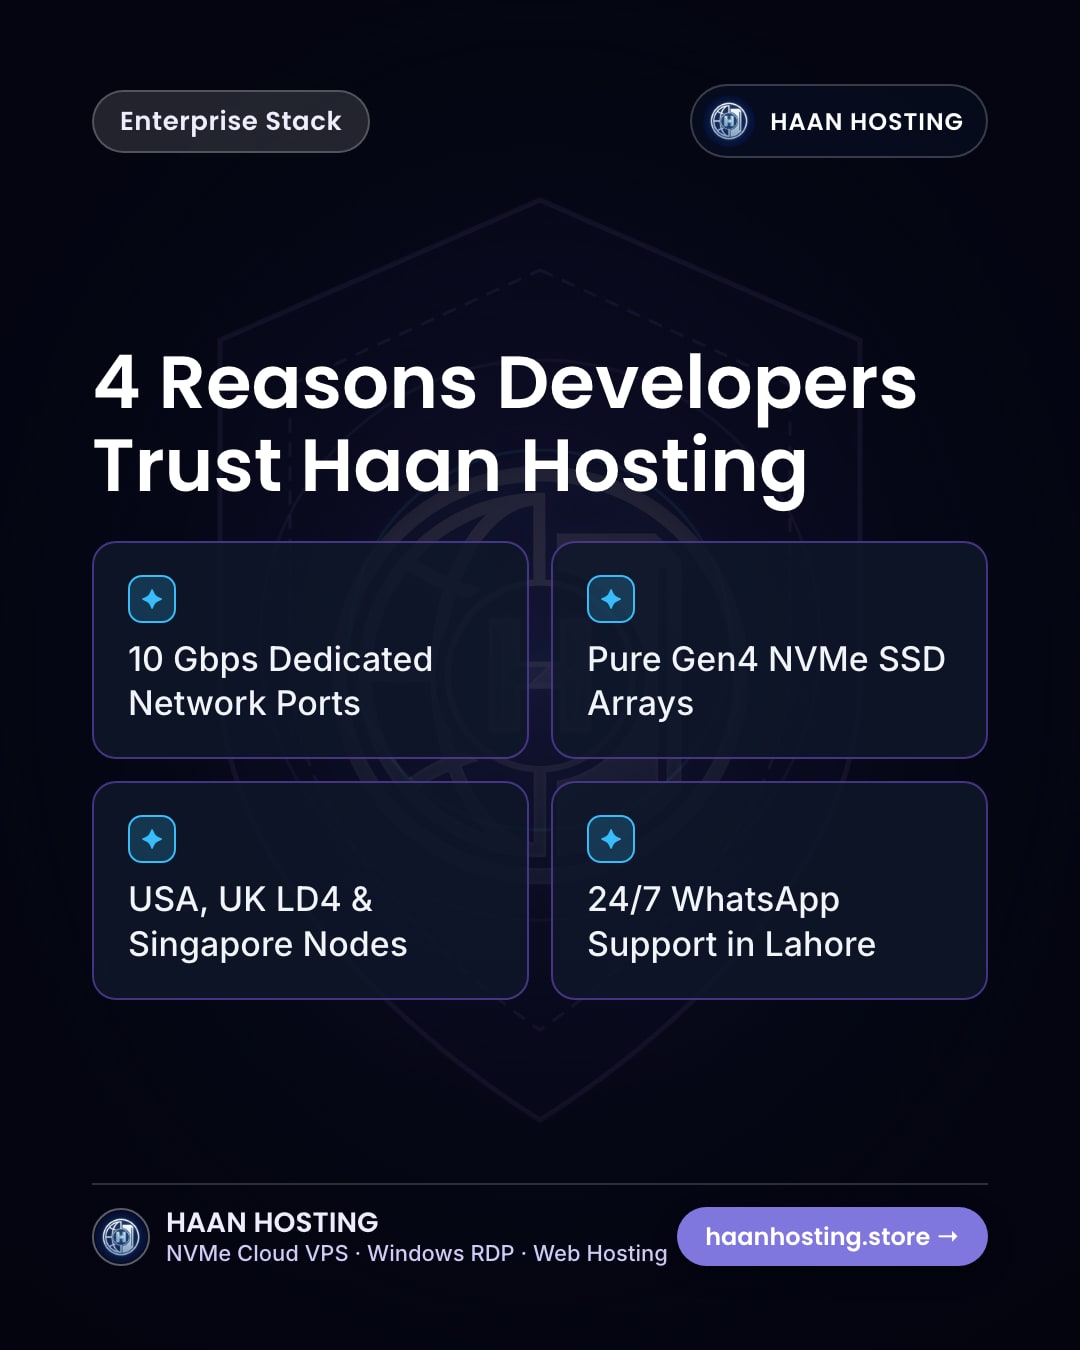 Enterprise Stack
HAAN HOSTING
4 Reasons Developers
Trust Haan Hosting
10 Gbps Dedicated
Network Ports
Pure Gen4 NVMe SSD
Arrays
USA, UK LD4 &
Singapore Nodes
24/7 WhatsApp
Support in Lahore
HAAN HOSTING
NVMe Cloud VPS · Windows RDP · Web Hosting
haanhosting.store →